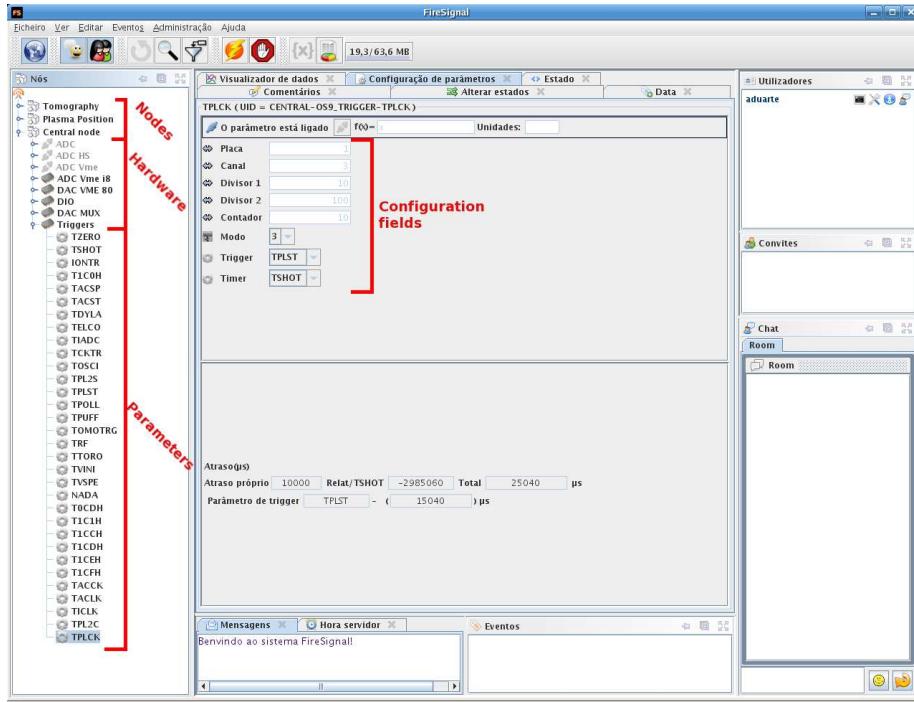 FS FireSignal
Ficheiro Ver Editar Eventos Administração Ajuda
{x} 19,3/63,6 MB
Nós
Tomography
Plasma Position
Central node
ADC
ADC HS
ADC Vme
ADC Vme i8
DAC VME 80
DIO
DAC MUX
Triggers
TZERO
TSHOT
IONTR
T1C0H
TACSP
TACST
TDYLA
TELCO
TIADC
TCKTR
TOSCI
TPL2S
TPLST
TPOLL
TPUFF
TOMOTRG
TRF
TTORO
TVINI
TVSPE
NADA
T0CDH
T1C1H
T1CCH
T1CDH
T1CEH
T1CFH
TACCK
TACLK
TICLK
TPL2C
TPLCK
Nodes
Hardware
Parameters
Visualizador de dados Configuração de parâmetros Estado
Comentários Alterar estados Data
TPLCK ( UID = CENTRAL-OS9_TRIGGER-TPLCK )
O parâmetro está ligado f(x)= Unidades:
Placa 1
Canal 3
Divisor 1 10
Divisor 2 100
Contador 10
Modo 3
Trigger TPLST
Timer TSHOT
Configuration
fields
Atraso(µs)
Atraso próprio 10000 Relat/TSHOT -2985060 Total 25040 µs
Parâmetro de trigger TPLST - ( 15040 ) µs
Mensagens Hora servidor
Benvindo ao sistema FireSignal!
Eventos
Utilizadores
aduarte
Convites
Chat
Room
Room